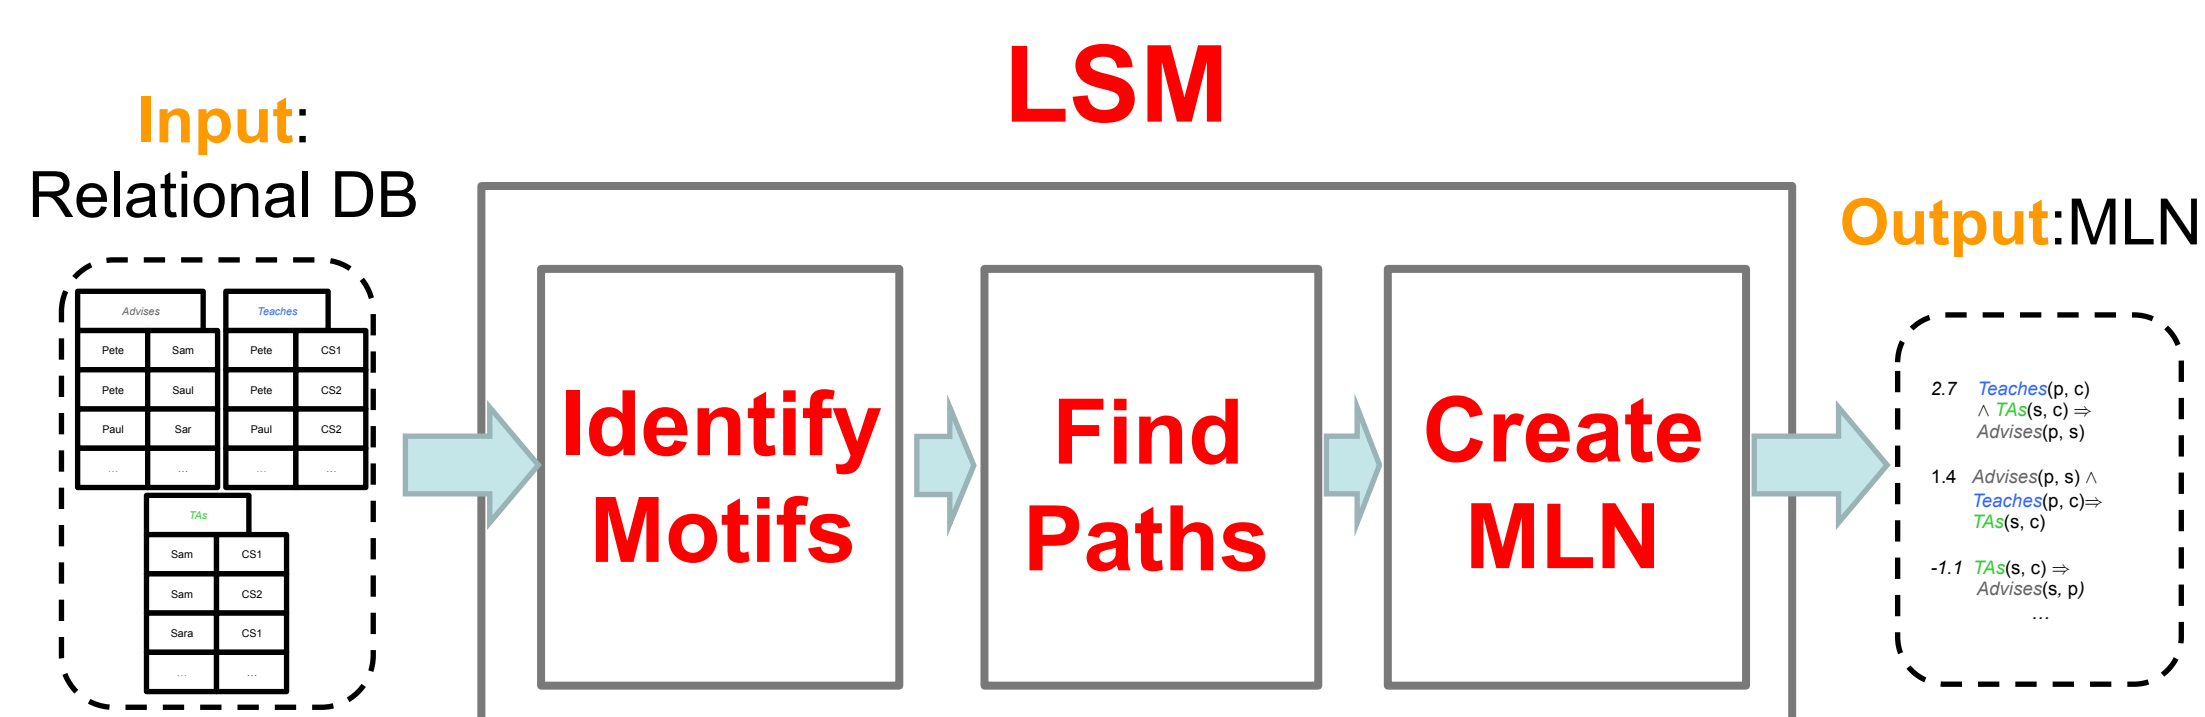 LSM
Input:
Relational DB
Advises
Pete Sam
Pete Saul
Paul Sar
... ...
Teaches
Pete CS1
Pete CS2
Paul CS2
... ...
TAs
Sam CS1
Sam CS2
Sara CS1
... ...
Identify
Motifs
Find
Paths
Create
MLN
Output:MLN
2.7 Teaches(p, c)
∧ TAs(s, c) ⇒
Advises(p, s)
1.4 Advises(p, s) ∧
Teaches(p, c)⇒
TAs(s, c)
-1.1 TAs(s, c) ⇒
Advises(s, p)
...